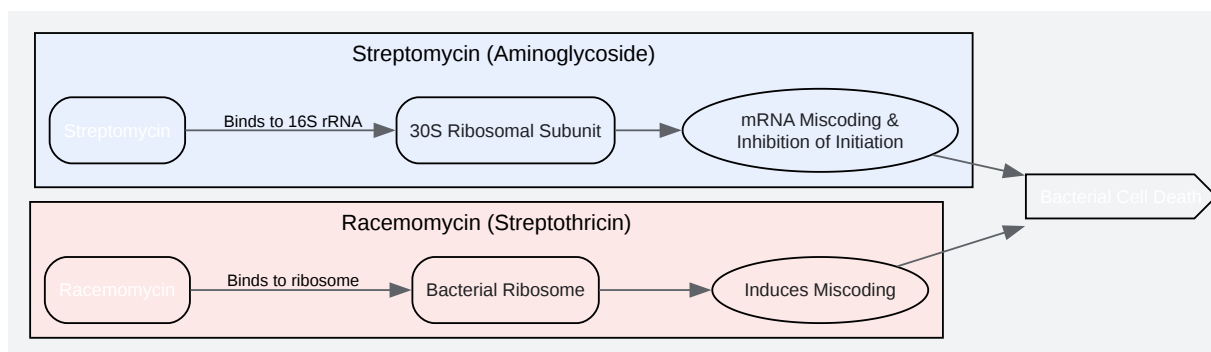 Streptomycin (Aminoglycoside)
Streptomycin
Binds to 16S rRNA
30S Ribosomal Subunit
mRNA Miscoding &
Inhibition of Initiation
Bacterial Cell Death
Racemomycin (Streptothricin)
Racemomycin
Binds to ribosome
Bacterial Ribosome
Induces Miscoding